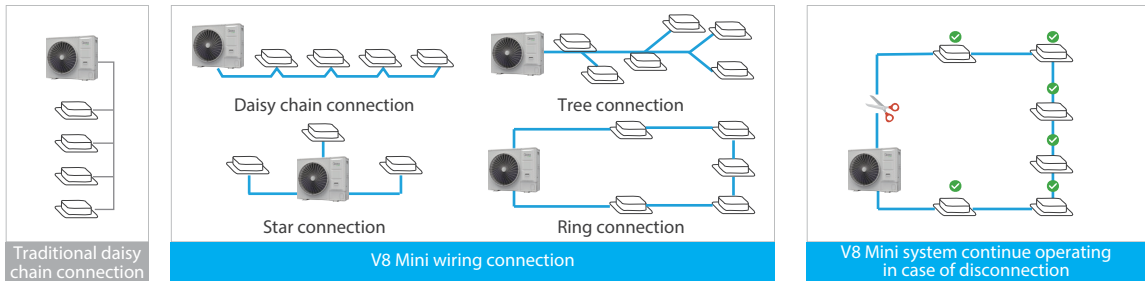 Daisy chain connection
Tree connection
Star connection
Ring connection
Traditional daisy
chain connection
V8 Mini wiring connection
V8 Mini system continue operating
in case of disconnection